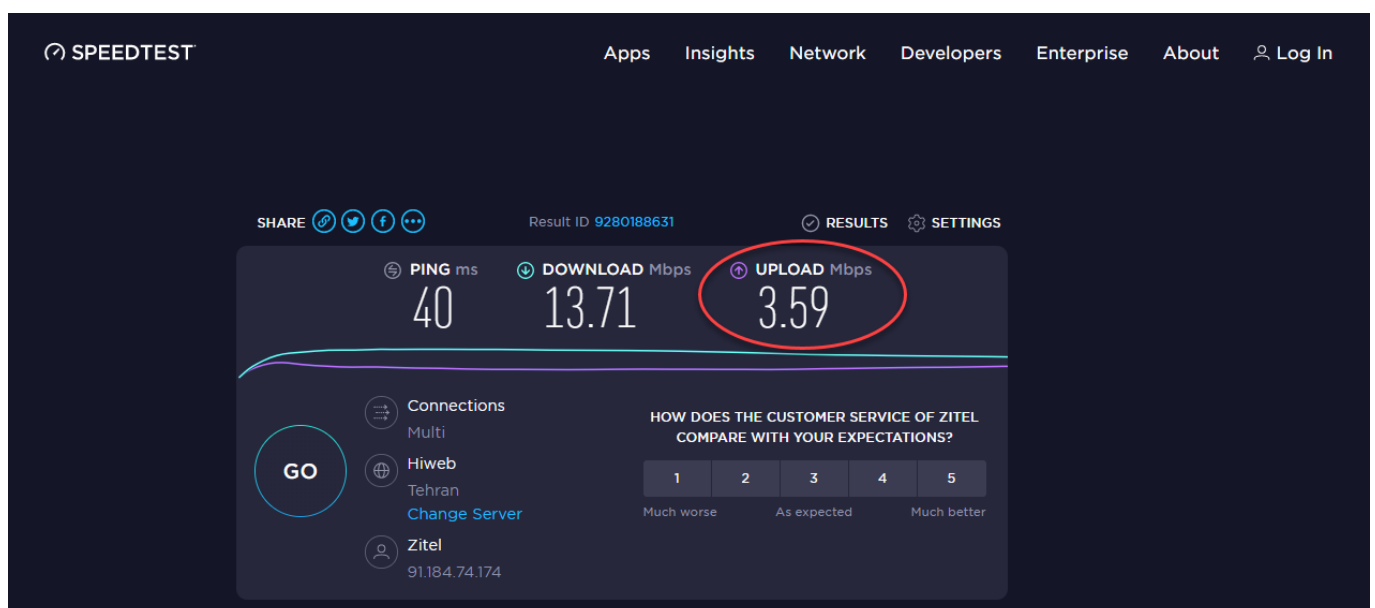 SPEEDTEST
Apps Insights Network Developers Enterprise About Log In
SHARE Result ID 9280188631 RESULTS SETTINGS
PING ms DOWNLOAD Mbps UPLOAD Mbps
40 13.71 3.59
Connections
Multi
Hiweb
Tehran
Change Server
Zitel
91.184.74.174
GO
HOW DOES THE CUSTOMER SERVICE OF ZITEL
COMPARE WITH YOUR EXPECTATIONS?
1 2 3 4 5
Much worse As expected Much better